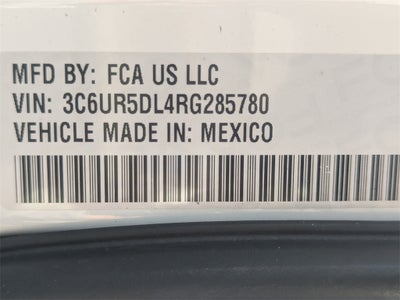 MFD BY: FCA US LLC
VIN: 3C6UR5DL4RG285780
VEHICLE MADE IN: MEXICO